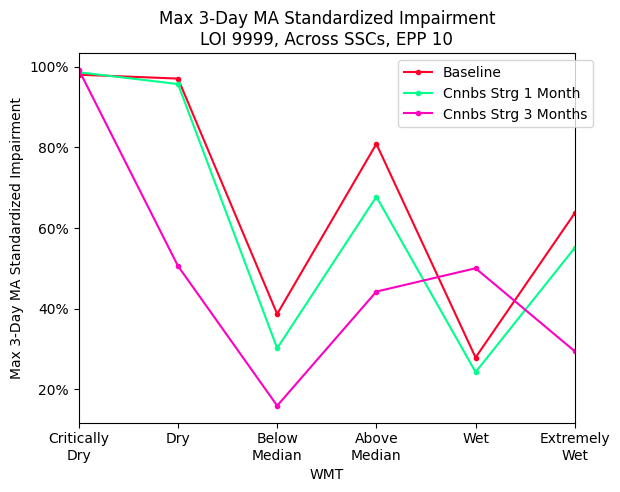 Max 3-Day MA Standardized Impairment
LOI 9999, Across SSCs, EPP 10
Baseline
Cnnbs Strg 1 Month
Cnnbs Strg 3 Months
Max 3-Day MA Standardized Impairment
100%
80%
60%
40%
20%
Critically
Dry
Dry
Below
Median
Above
Median
Wet
Extremely
Wet
WMT